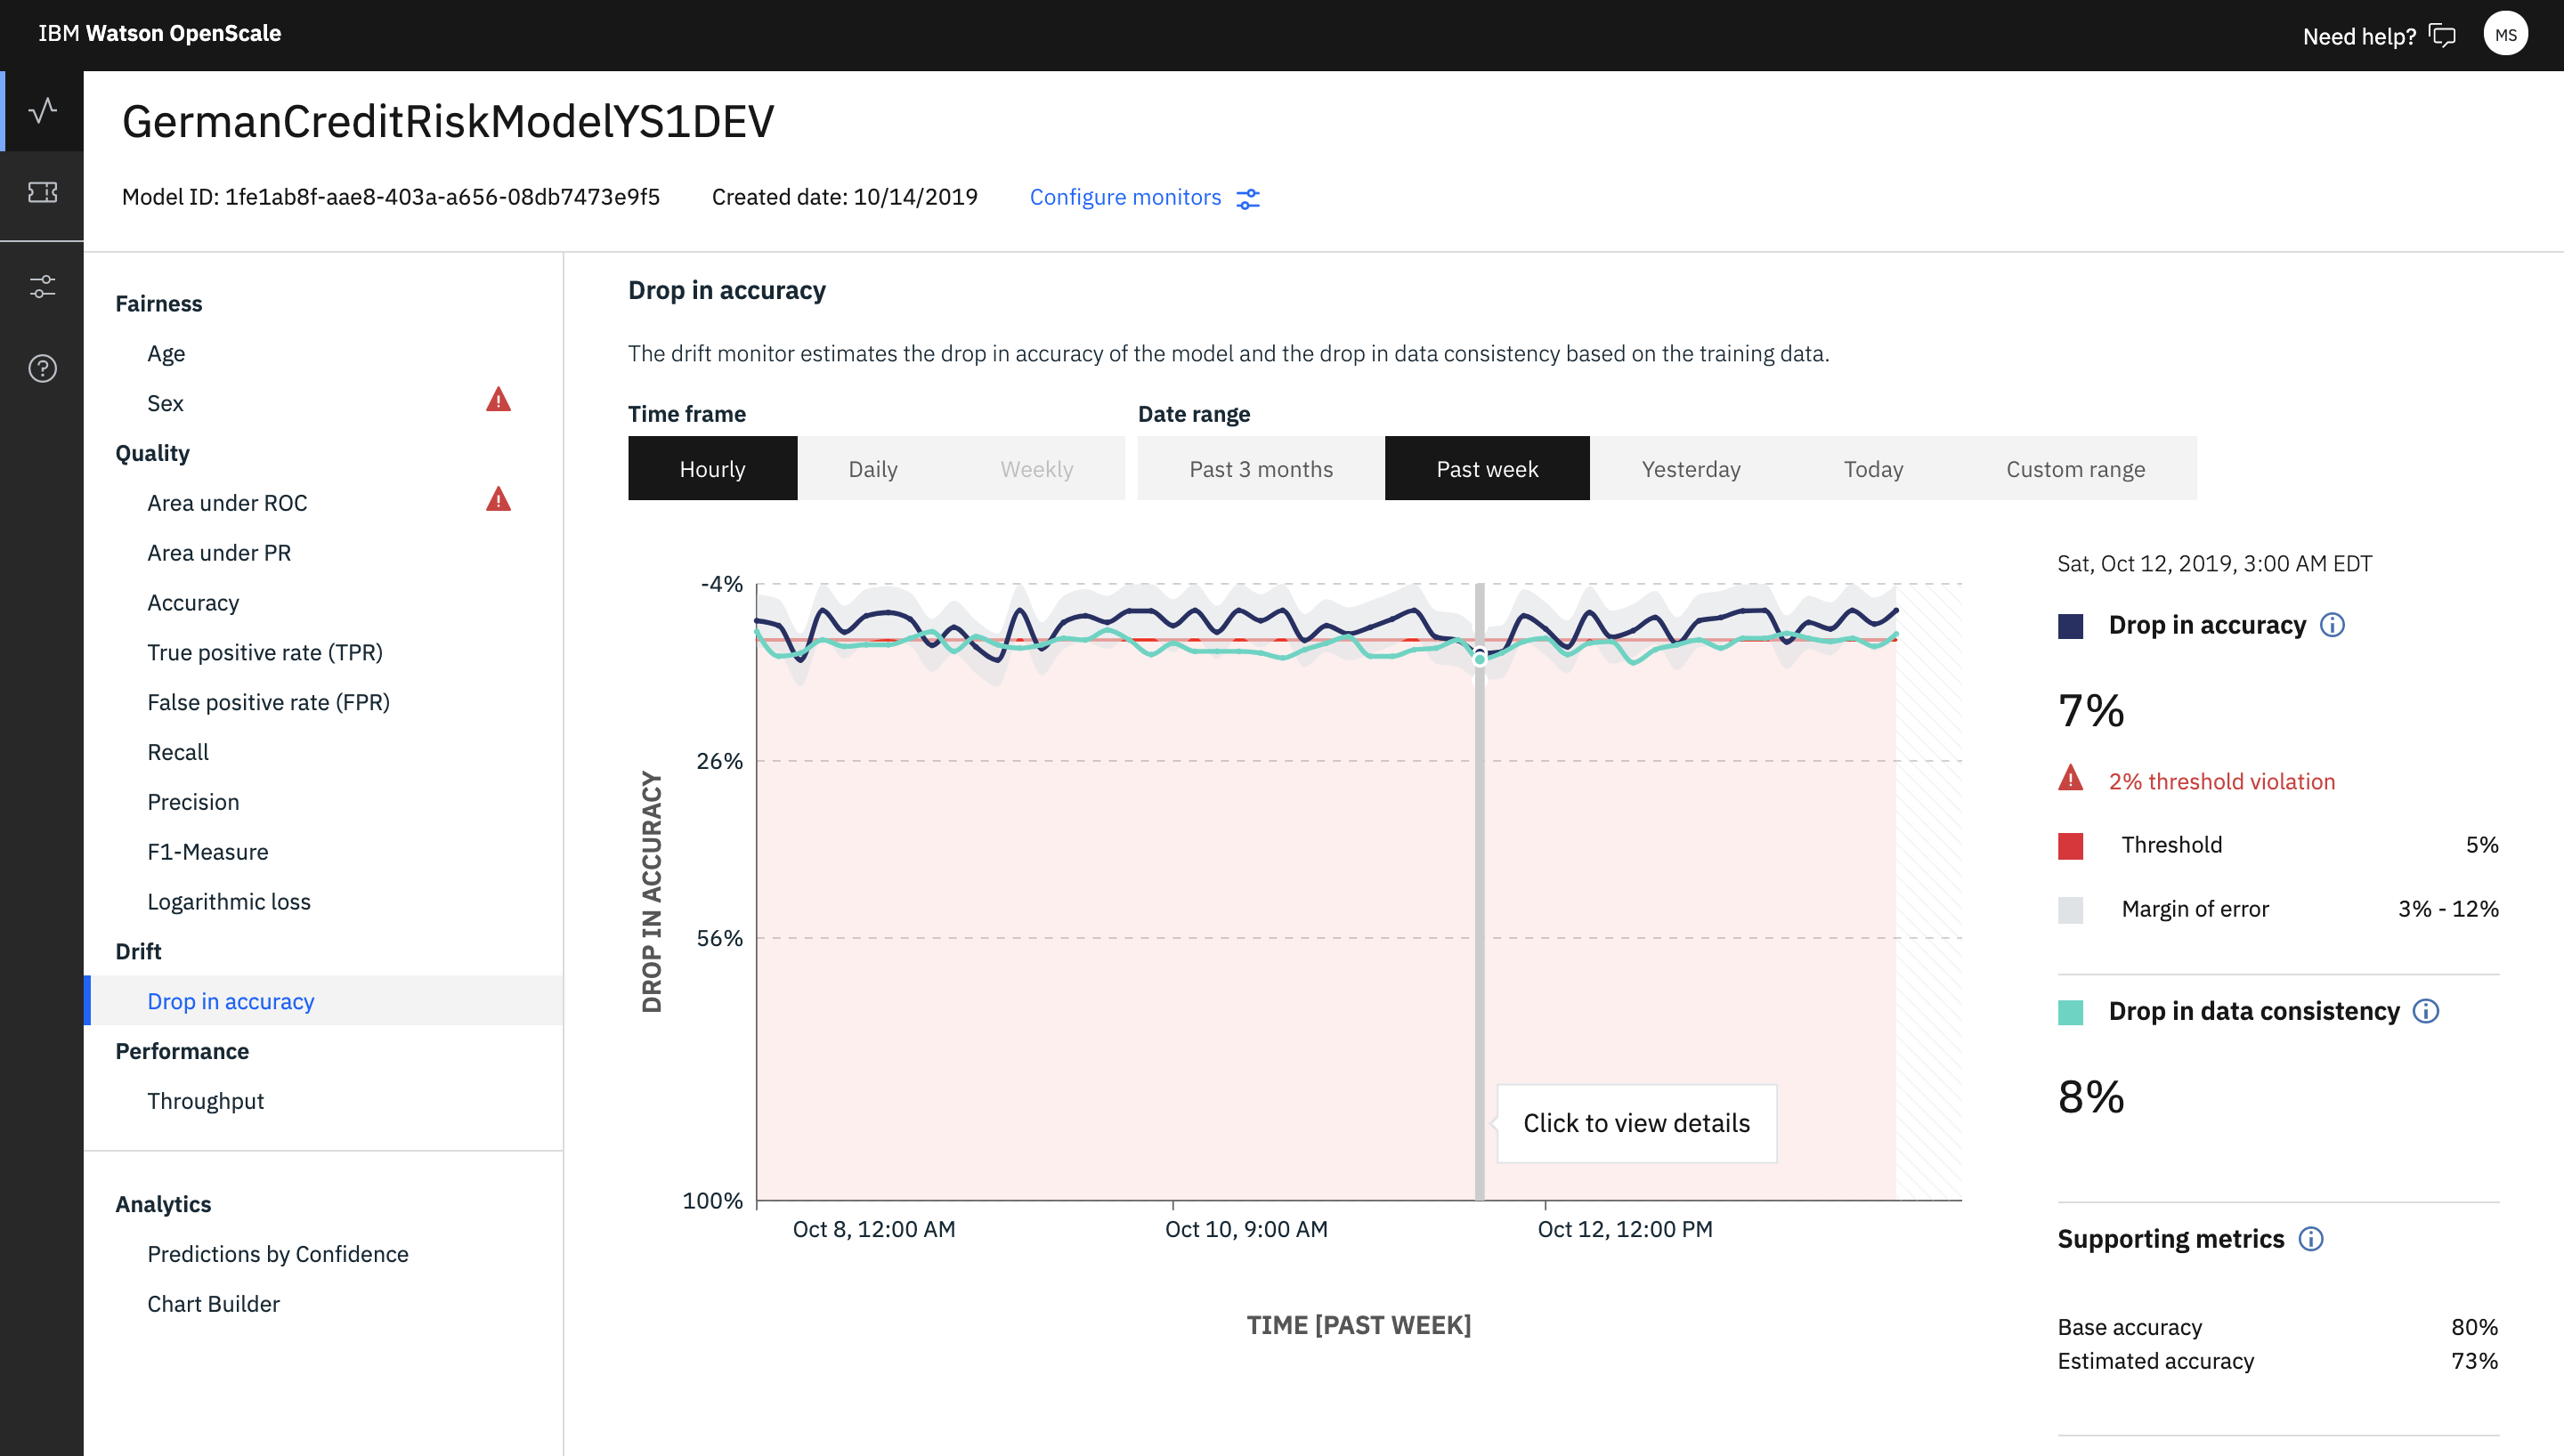 IBM Watson OpenScale
Need help?
MS
GermanCreditRiskModelYS1DEV
Model ID: 1fe1ab8f-aae8-403a-a656-08db7473e9f5
Created date: 10/14/2019
Configure monitors
Fairness
Age
Sex
Quality
Area under ROC
Area under PR
Accuracy
True positive rate (TPR)
False positive rate (FPR)
Recall
Precision
F1-Measure
Logarithmic loss
Drift
Drop in accuracy
Performance
Throughput
Analytics
Predictions by Confidence
Chart Builder
Drop in accuracy
The drift monitor estimates the drop in accuracy of the model and the drop in data consistency based on the training data.
Time frame
Hourly
Daily
Weekly
Date range
Past 3 months
Past week
Yesterday
Today
Custom range
DROP IN ACCURACY
-4%
26%
56%
100%
Click to view details
Oct 8, 12:00 AM
Oct 10, 9:00 AM
Oct 12, 12:00 PM
TIME [PAST WEEK]
Sat, Oct 12, 2019, 3:00 AM EDT
Drop in accuracy
7%
2% threshold violation
Threshold 5%
Margin of error 3% - 12%
Drop in data consistency
8%
Supporting metrics
Base accuracy 80%
Estimated accuracy 73%